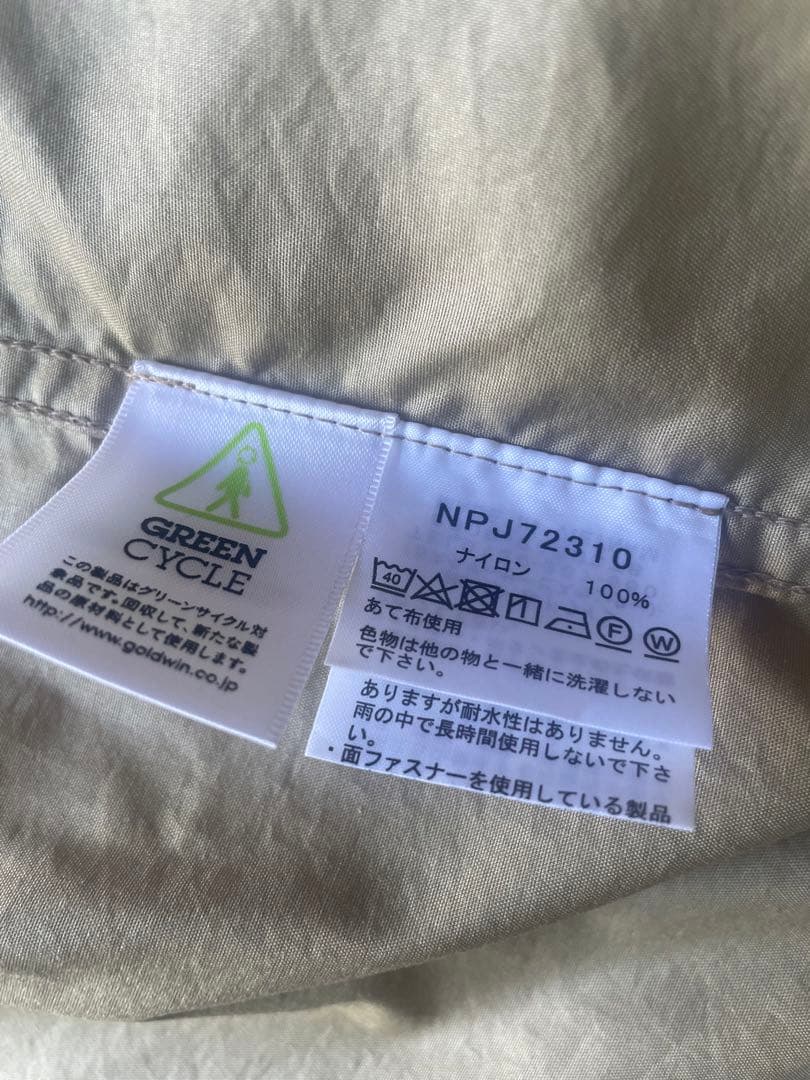 GREEN
CYCLE
この製品はグリーンサイクル対
象品です。回収して、新たな製
品の原材料として使用します。
http://www.goldwin.co.jp
NPJ72310
ナイロン 100%
40
F
W
あて布使用
色物は他の物と一緒に洗濯しない
で下さい。
ありますが耐水性はありません。
雨の中で長時間使用しないで下さ
い。
・面ファスナーを使用している製品